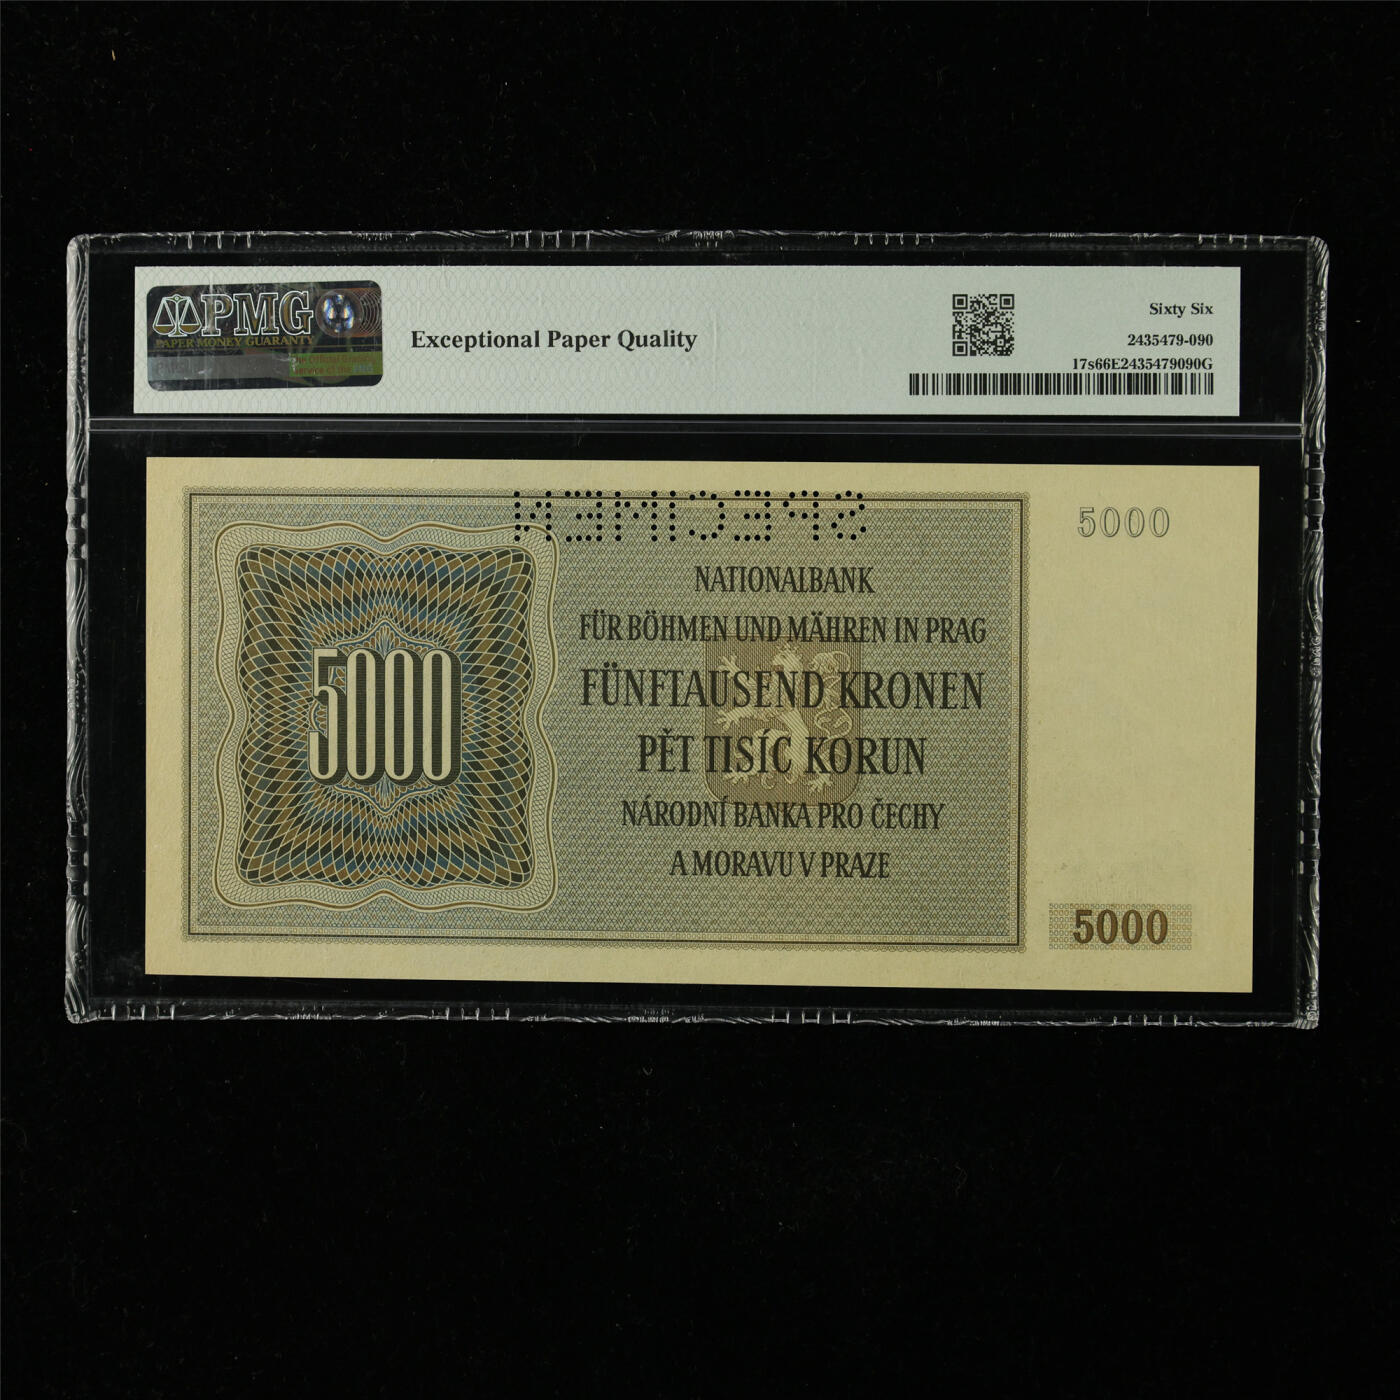 PMG
PAPER MONEY GUARANTY
Exceptional Paper Quality
Sixty Six
2435479-090
17s66E2435479090G
SPECIMEN
5000
NATIONALBANK
FÜR BÖHMEN UND MÄHREN IN PRAG
FÜNFTAUSEND KRONEN
PĚT TISÍC KORUN
NÁRODNÍ BANKA PRO ČECHY
A MORAVU V PRAZE
5000
5000